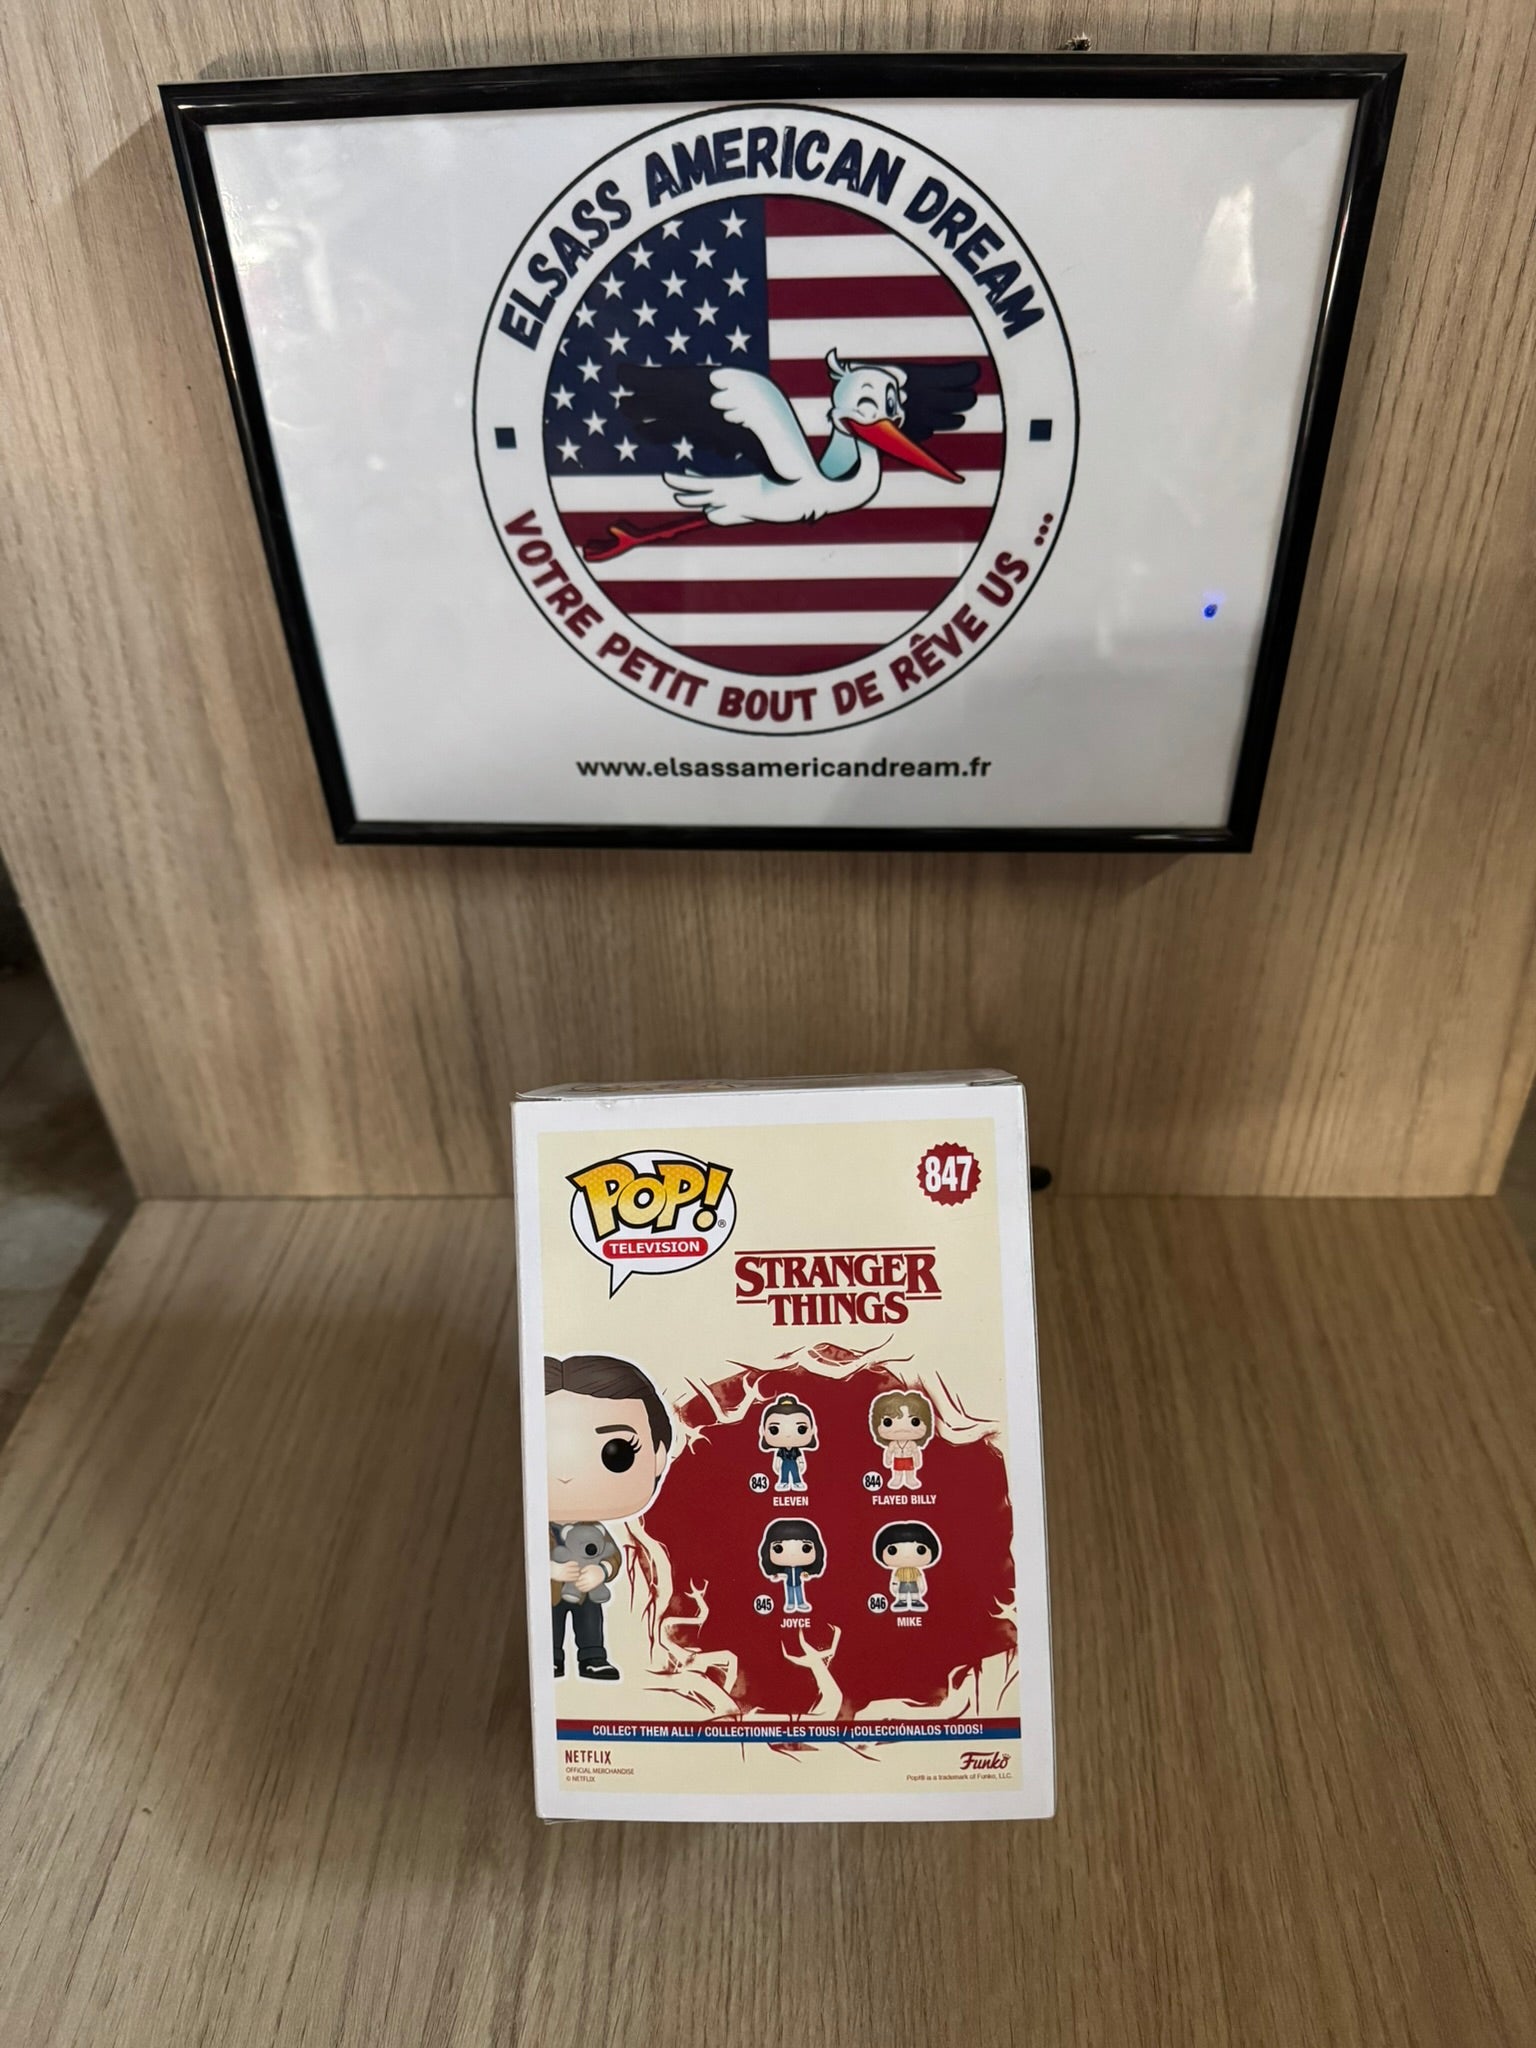 ELSASS AMERICAN DREAM
VOTRE PETIT BOUT DE RÊVE US ...
www.elsassamericandream.fr
POP!®
TELEVISION
847
STRANGER
THINGS
843
ELEVEN
844
FLAYED BILLY
845
JOYCE
846
MIKE
COLLECT THEM ALL! / COLLECTIONNE-LES TOUS! / ¡COLECCIÓNALOS TODOS!
NETFLIX
OFFICIAL MERCHANDISE
© NETFLIX
Funko
Pop!® is a trademark of Funko, LLC.